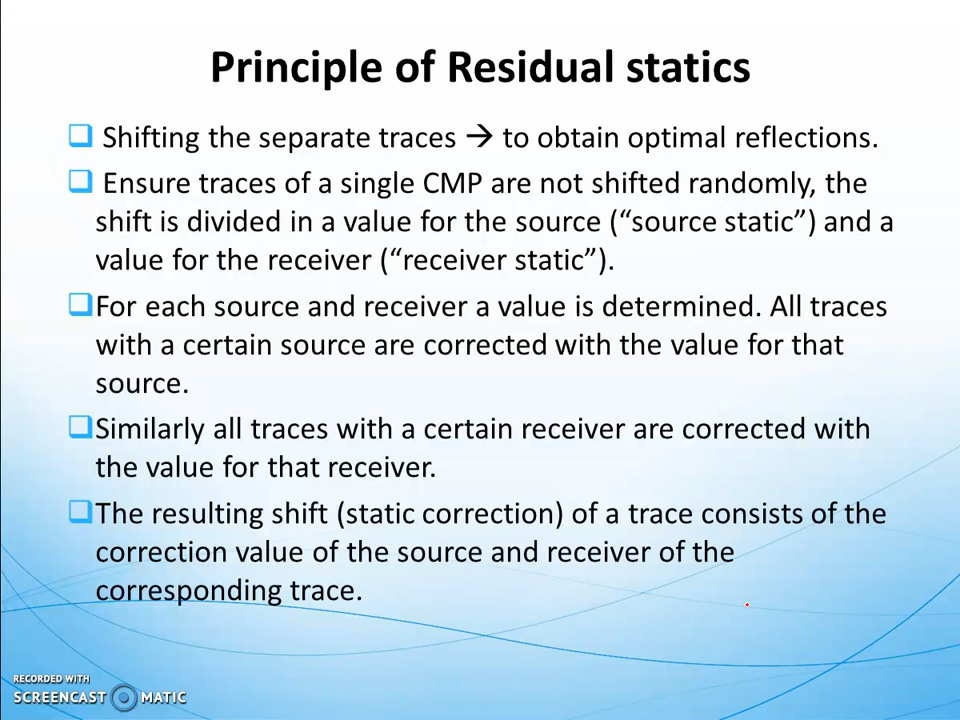 Principle of Residual statics
❑ Shifting the separate traces → to obtain optimal reflections.
❑ Ensure traces of a single CMP are not shifted randomly, the
shift is divided in a value for the source (“source static”) and a
value for the receiver (“receiver static”).
❑For each source and receiver a value is determined. All traces
with a certain source are corrected with the value for that
source.
❑Similarly all traces with a certain receiver are corrected with
the value for that receiver.
❑The resulting shift (static correction) of a trace consists of the
correction value of the source and receiver of the
corresponding trace.
RECORDED WITH
SCREENCAST MATIC